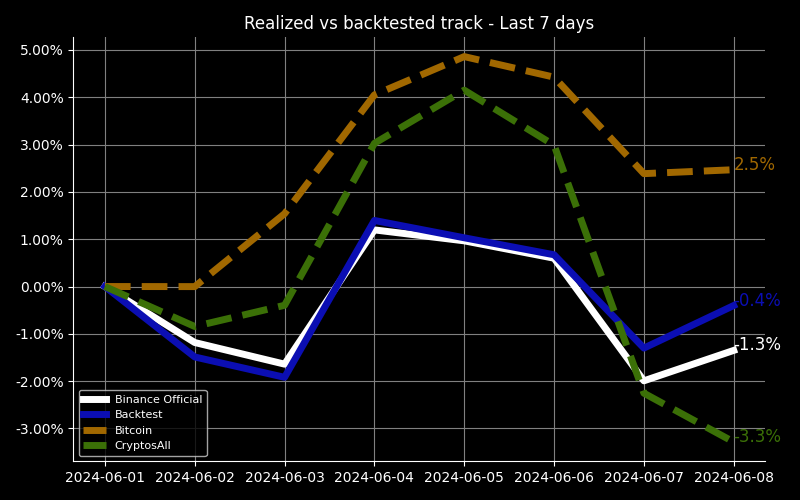 Realized vs backtested track - Last 7 days
5.00%
4.00%
3.00%
2.00%
1.00%
0.00%
-1.00%
-2.00%
-3.00%
2.5%
-0.4%
-1.3%
-3.3%
Binance Official
Backtest
Bitcoin
CryptosAll
2024-06-01 2024-06-02 2024-06-03 2024-06-04 2024-06-05 2024-06-06 2024-06-07 2024-06-08